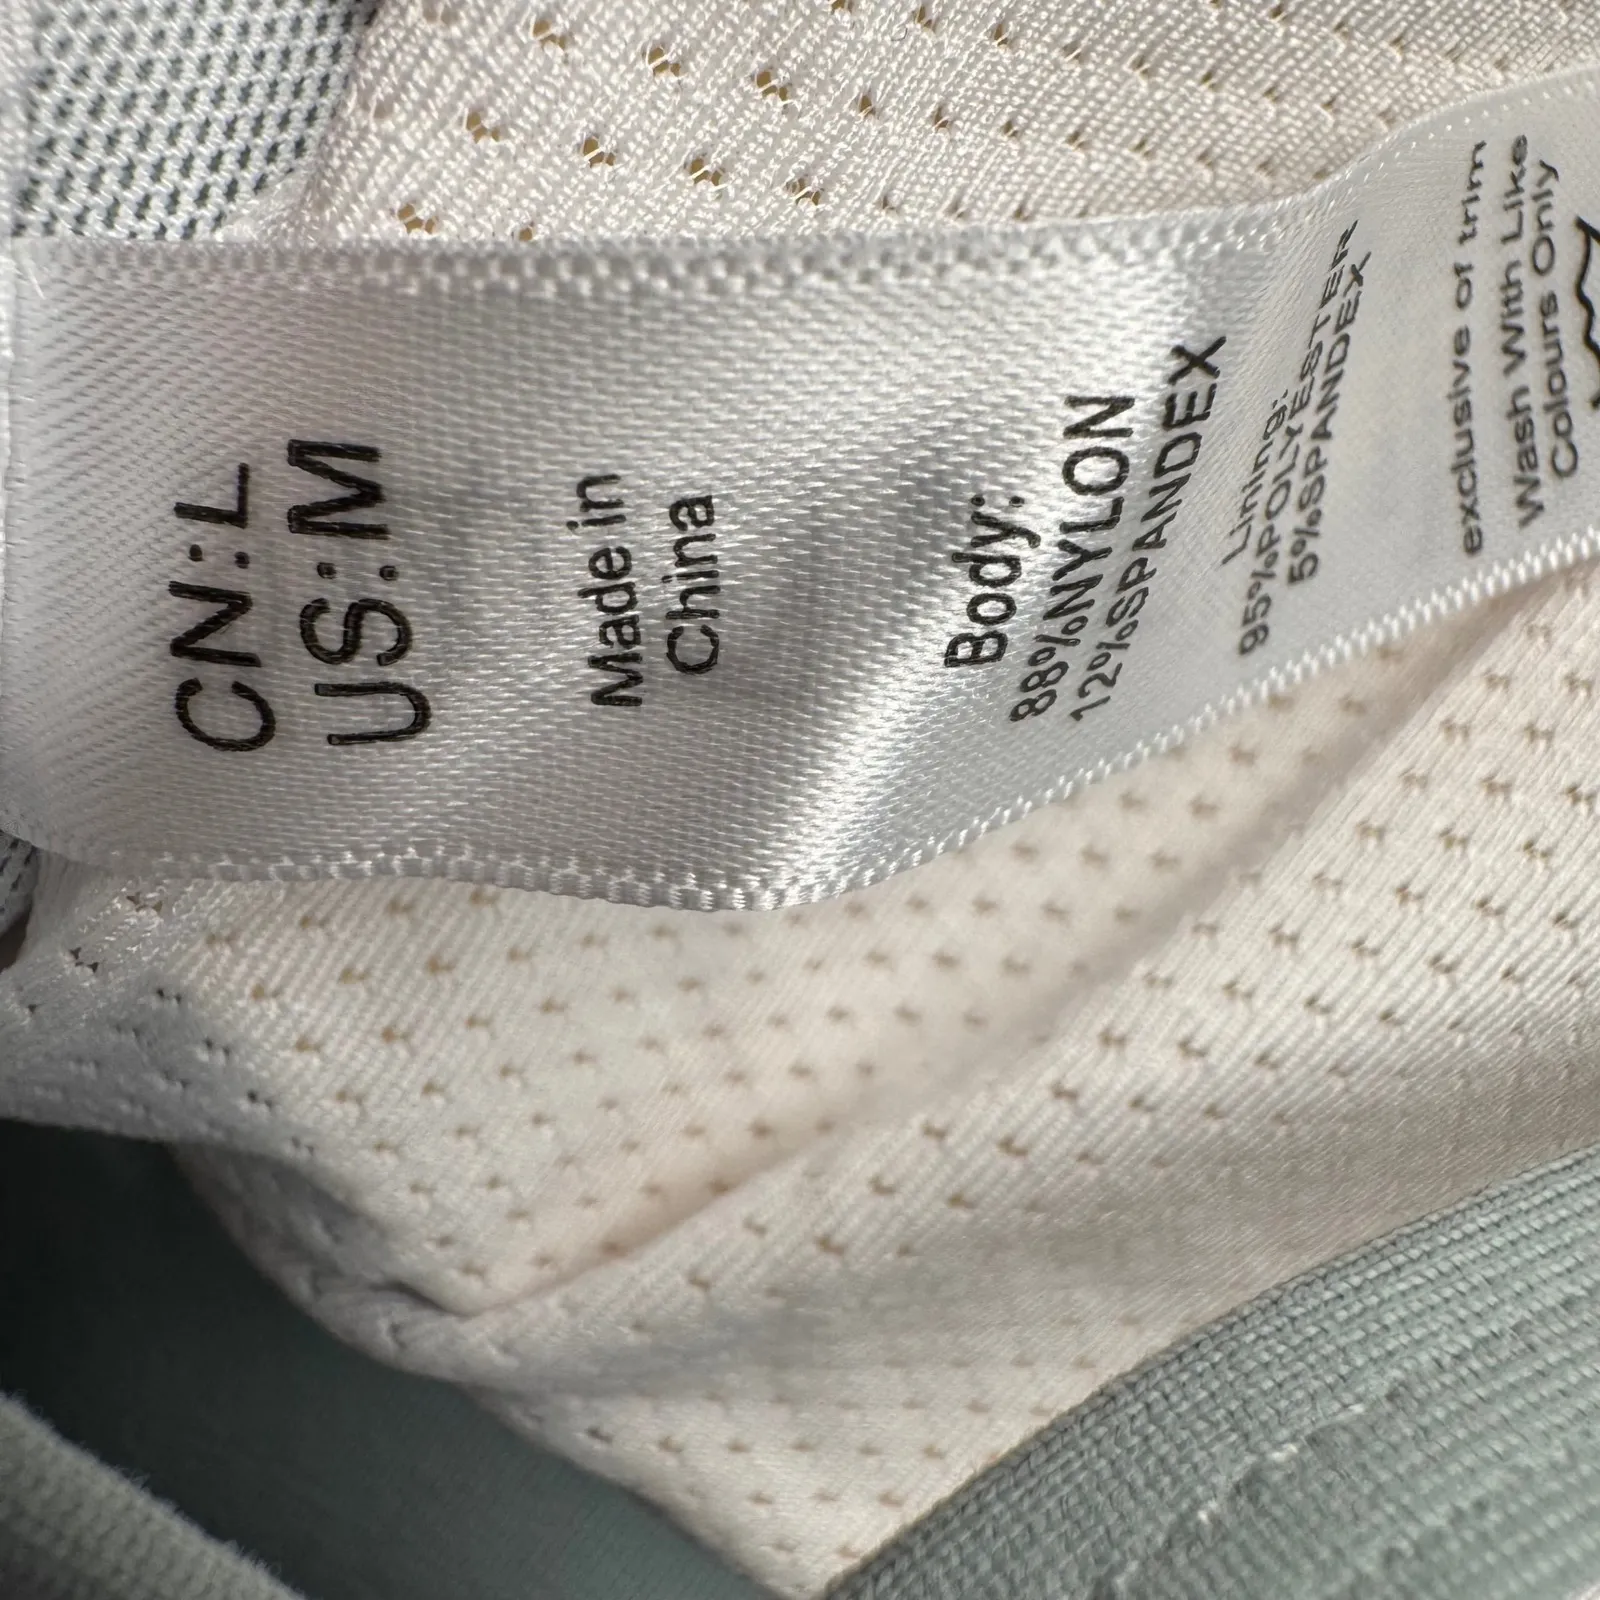 CN:L
US:M
Made in
China
Body:
88%NYLON
12%SPANDEX
Lining:
95%POLYESTER
5%SPANDEX
exclusive of trim
Wash With Like
Colours Only